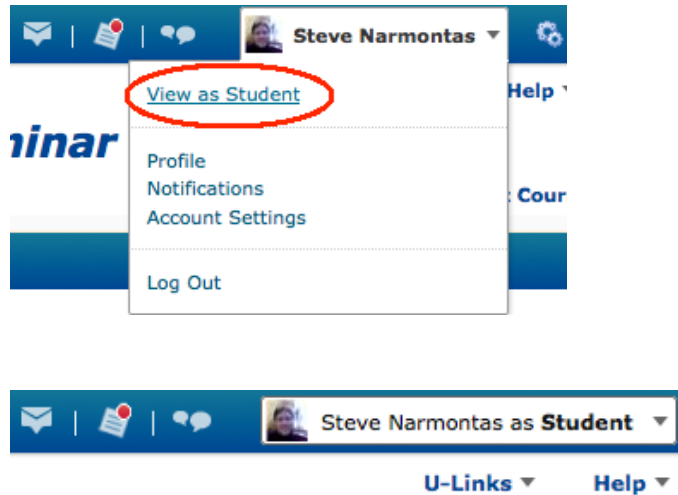 Steve Narmontas
View as Student
Help
inar
Profile
Notifications
Account Settings
Cour
Log Out
Steve Narmontas as Student
U-Links Help